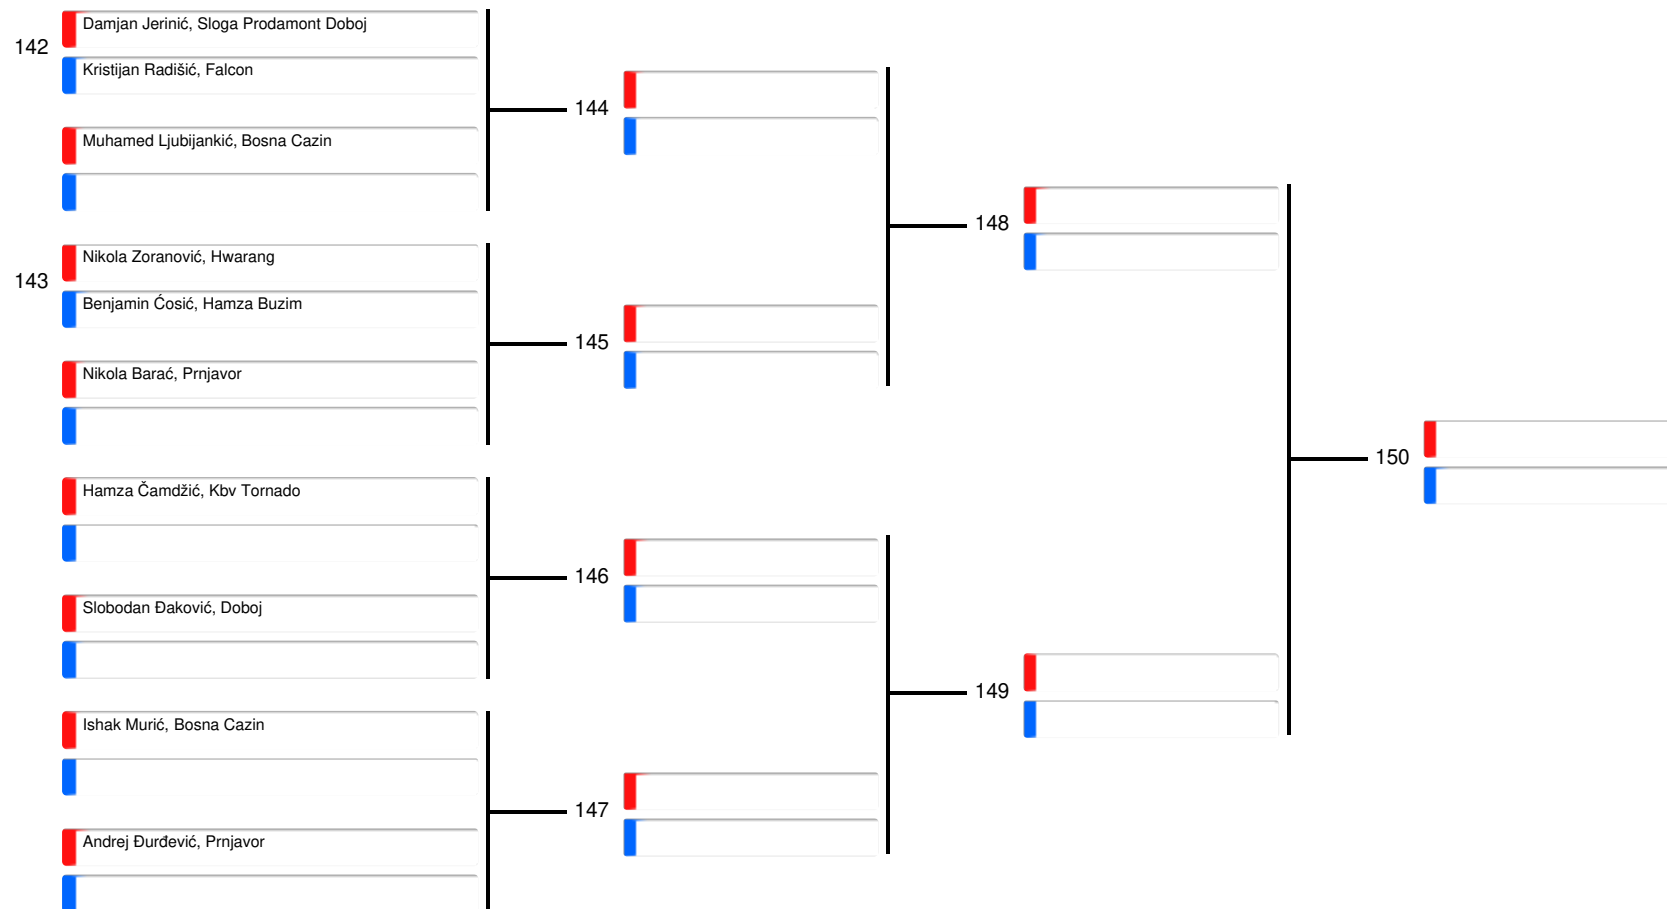 142
Damjan Jerinić, Sloga Prodamont Doboj
Kristijan Radišić, Falcon
Muhamed Ljubijankić, Bosna Cazin
143
Nikola Zoranović, Hwarang
Benjamin Ćosić, Hamza Buzim
Nikola Barać, Prnjavor
Hamza Čamdžić, Kbv Tornado
Slobodan Đaković, Doboj
Ishak Murić, Bosna Cazin
Andrej Đurđević, Prnjavor
144
145
146
147
148
149
150